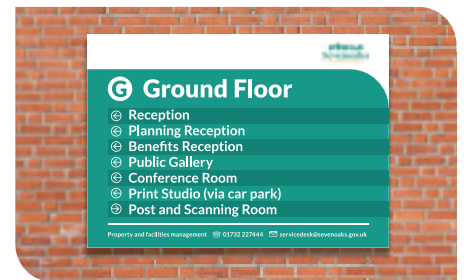 Sevenoaks
G Ground Floor
Reception
Planning Reception
Benefits Reception
Public Gallery
Conference Room
Print Studio (via car park)
Post and Scanning Room
Property and facilities management 01732 227444 servicedesk@sevenoaks.gov.uk